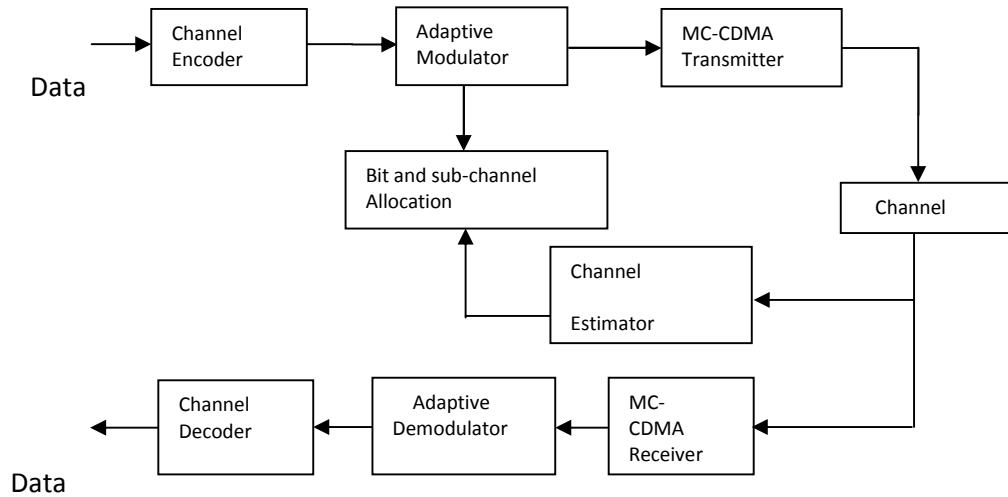 Channel
Encoder
Adaptive
Modulator
MC-CDMA
Transmitter
Data
Bit and sub-channel
Allocation
Channel
Channel
Estimator
Channel
Decoder
Adaptive
Demodulator
MC-
CDMA
Receiver
Data